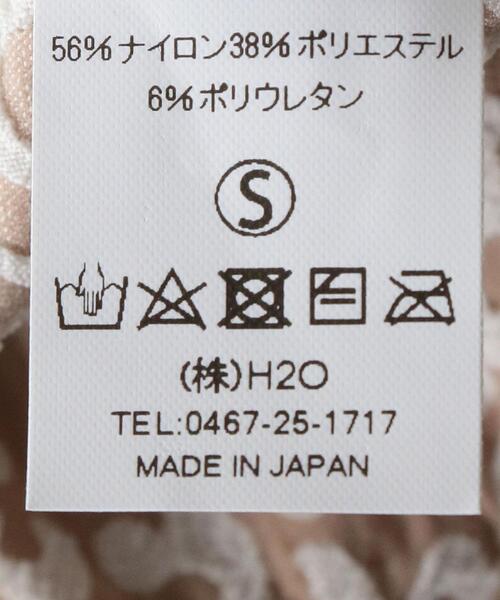 56%ナイロン38%ポリエステル
6%ポリウレタン
S
(株)H2O
TEL:0467-25-1717
MADE IN JAPAN